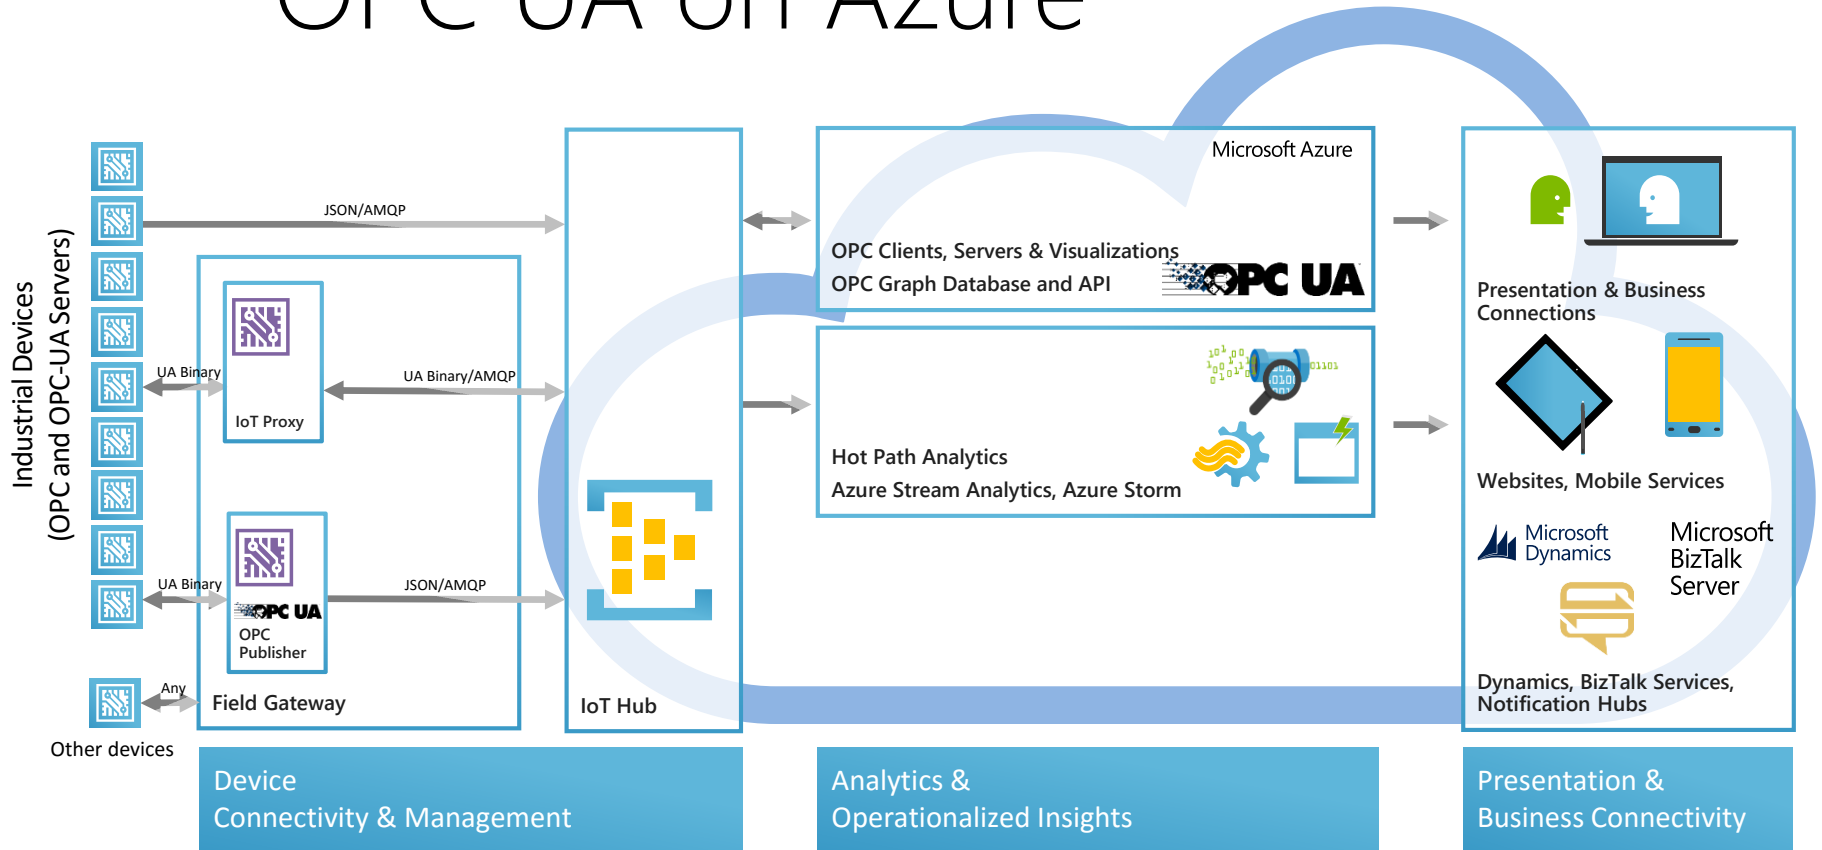 OPC UA on Azure
Industrial Devices
(OPC and OPC-UA Servers)
JSON/AMQP
UA Binary
IoT Proxy
UA Binary/AMQP
UA Binary
OPC UA
OPC
Publisher
JSON/AMQP
Any
Field Gateway
Other devices
IoT Hub
Microsoft Azure
OPC Clients, Servers & Visualizations
OPC Graph Database and API
OPC UA
Hot Path Analytics
Azure Stream Analytics, Azure Storm
Presentation & Business
Connections
Websites, Mobile Services
Microsoft
Dynamics
Microsoft
BizTalk
Server
Dynamics, BizTalk Services,
Notification Hubs
Device
Connectivity & Management
Analytics &
Operationalized Insights
Presentation &
Business Connectivity